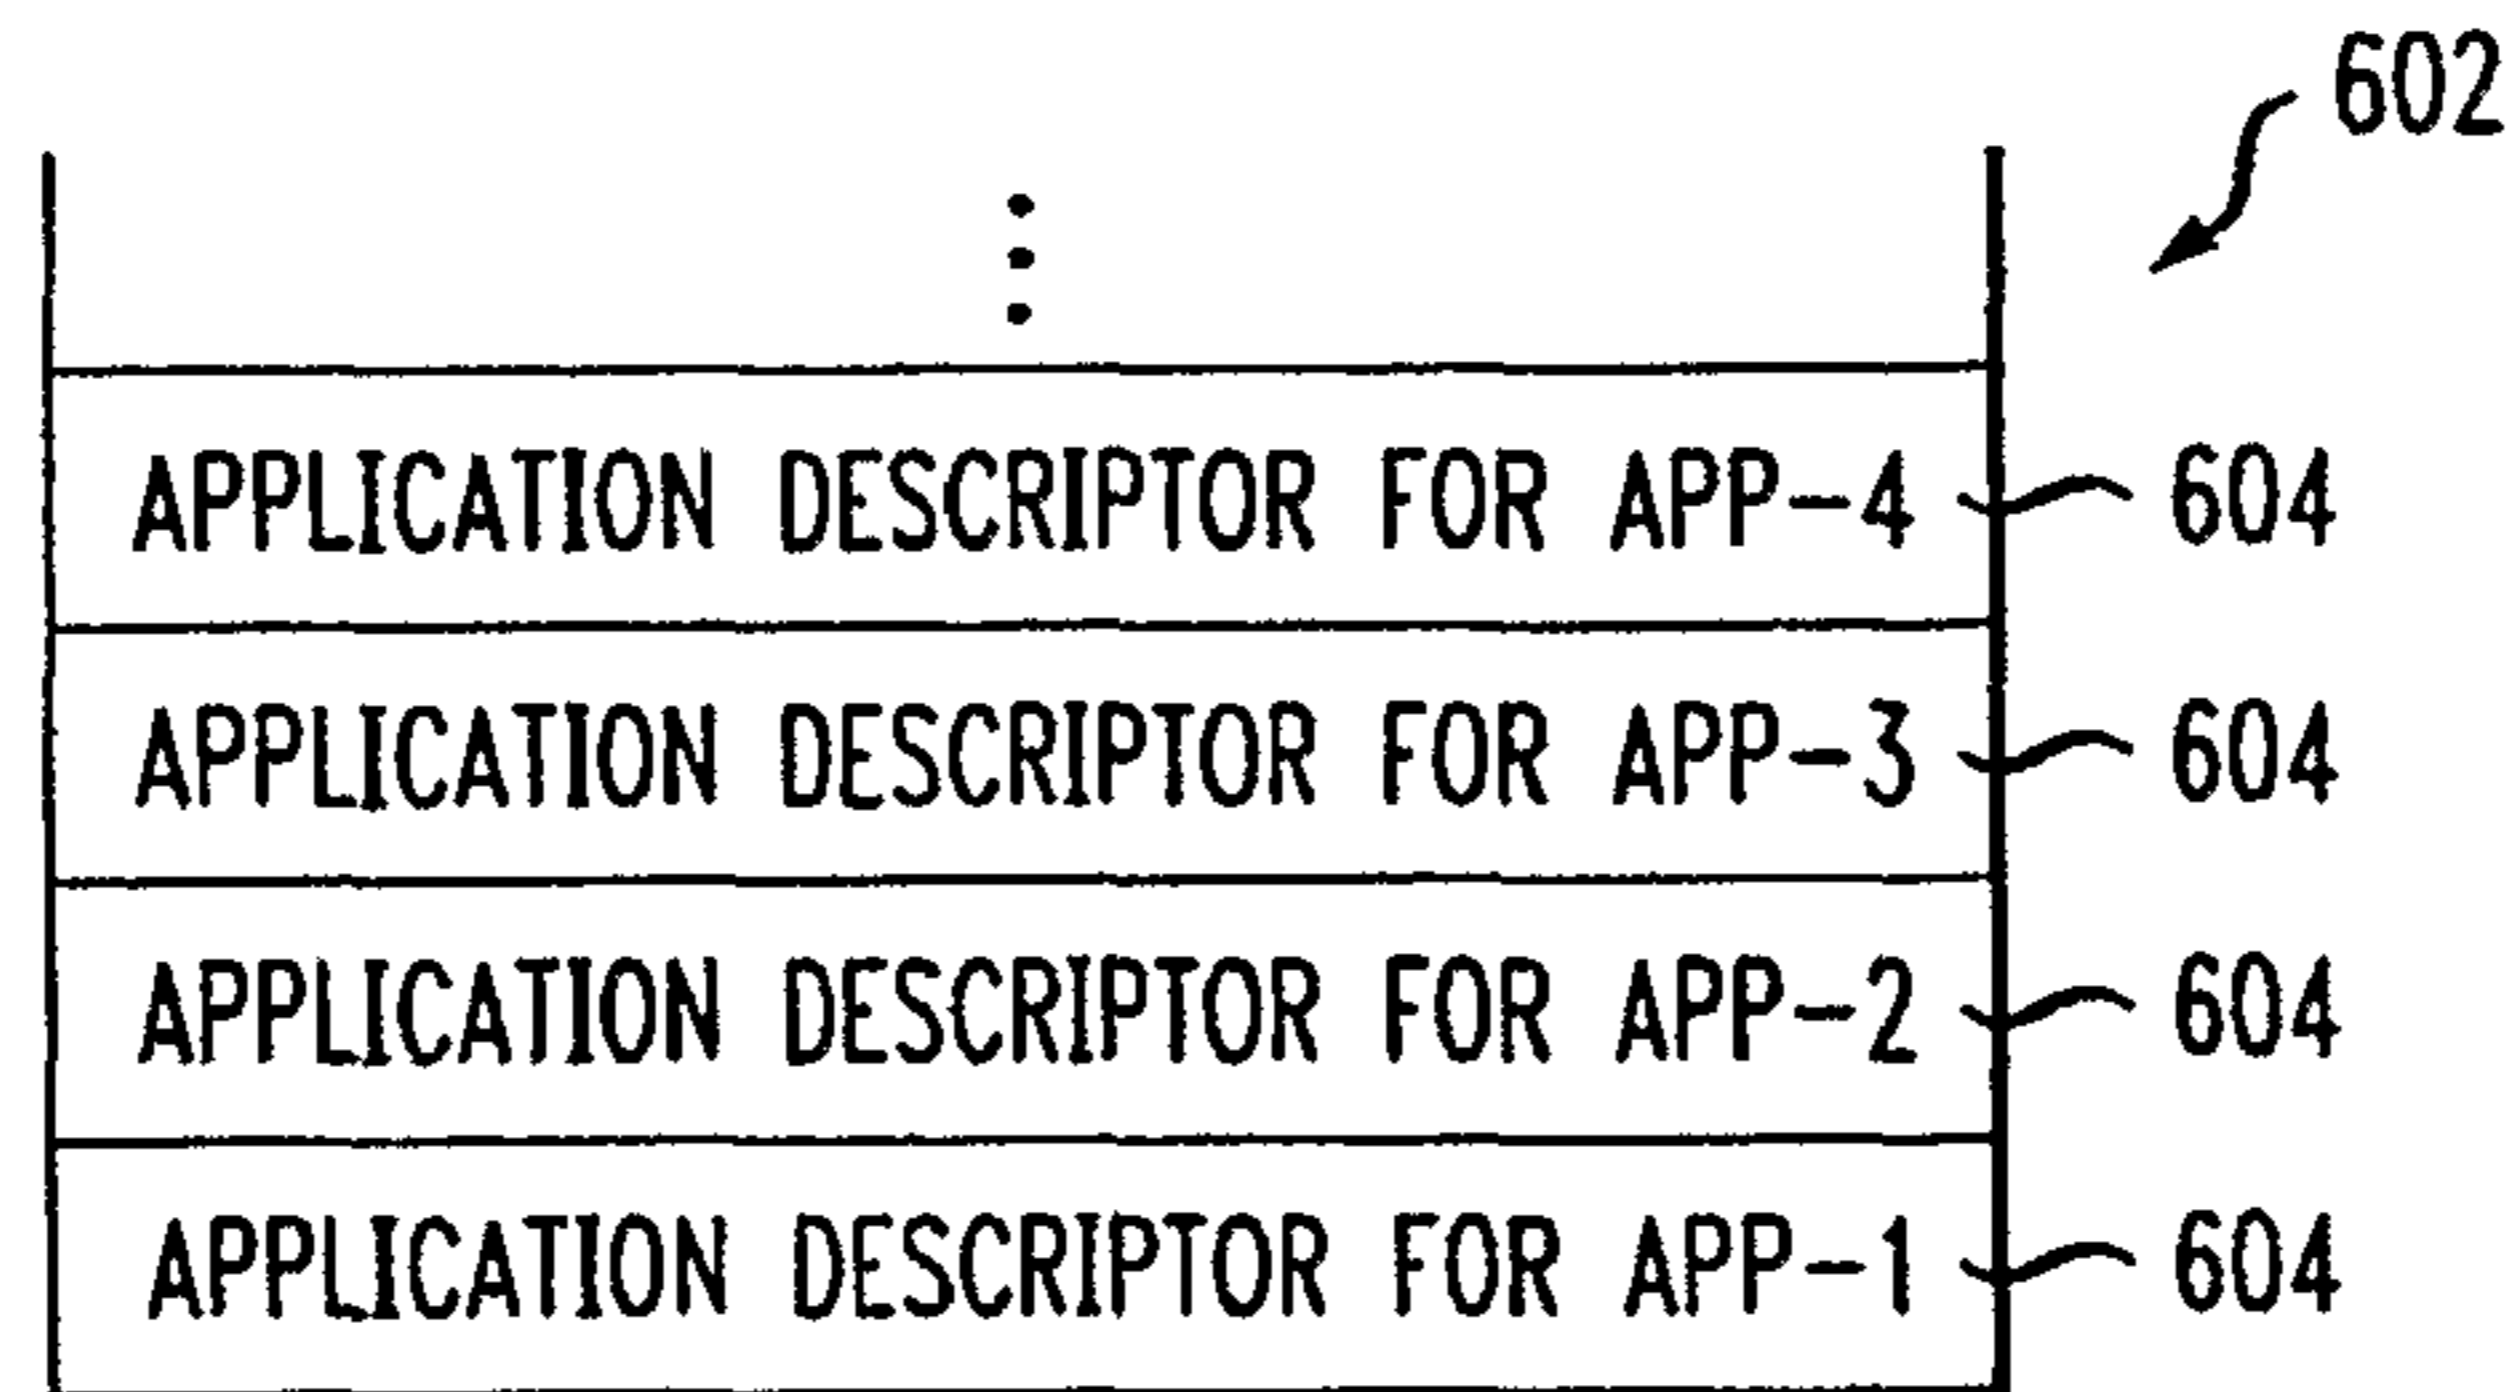 602
APPLICATION DESCRIPTOR FOR APP-4 604
APPLICATION DESCRIPTOR FOR APP-3 604
APPLICATION DESCRIPTOR FOR APP-2 604
APPLICATION DESCRIPTOR FOR APP-1 604